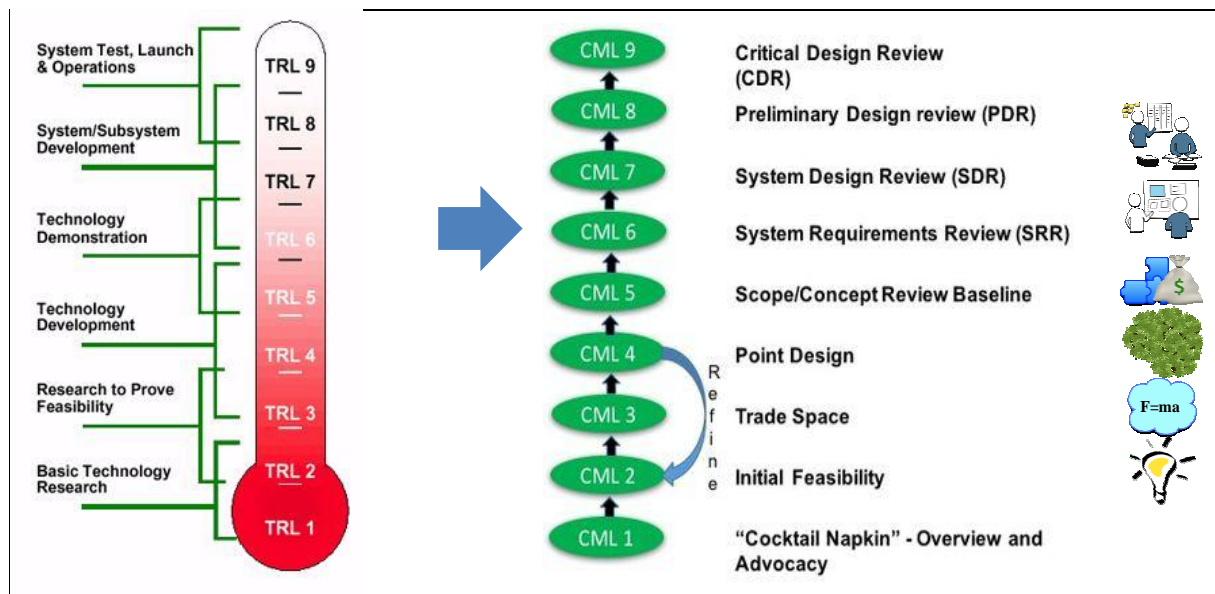 System Test, Launch
& Operations
System/Subsystem
Development
Technology
Demonstration
Technology
Development
Research to Prove
Feasibility
Basic Technology
Research
TRL 9
TRL 8
TRL 7
TRL 6
TRL 5
TRL 4
TRL 3
TRL 2
TRL 1
CML 9
Critical Design Review
(CDR)
CML 8
Preliminary Design review (PDR)
CML 7
System Design Review (SDR)
CML 6
System Requirements Review (SRR)
CML 5
Scope/Concept Review Baseline
CML 4
Point Design
CML 3
Trade Space
CML 2
Initial Feasibility
CML 1
“Cocktail Napkin” - Overview and
Advocacy
Refine
$
F=ma